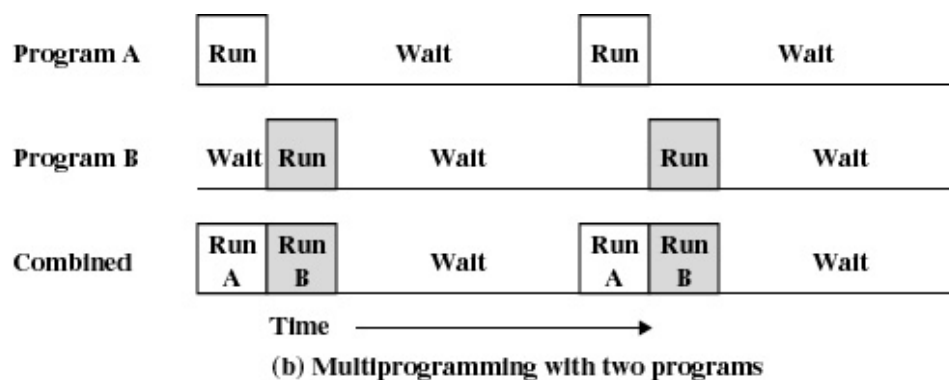 Program A Run Wait Run Wait
Program B Wait Run Wait Run Wait
Combined Run A Run B Wait Run A Run B Wait
Time
(b) Multiprogramming with two programs